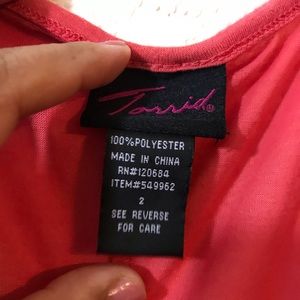 Torrid®
100%POLYESTER
MADE IN CHINA
RN#120684
ITEM#549962
2
SEE REVERSE
FOR CARE